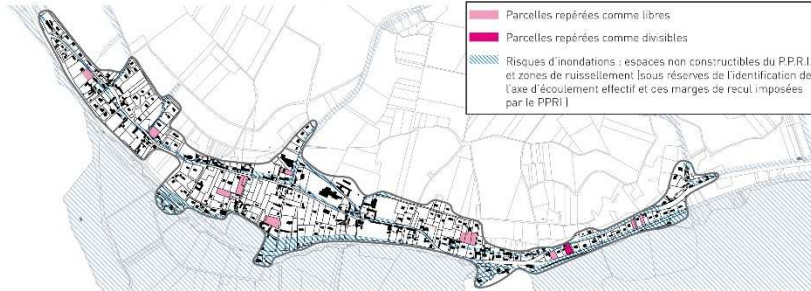 Parcelles repérées comme libres
Parcelles repérées comme divisibles
Risques d'inondations : espaces non constructibles du P.P.R.I.
et zones de ruissellement (sous réserves de l'identification de
l'axe d'écoulement effectif et ces marges de recul imposées
par le PPRI)